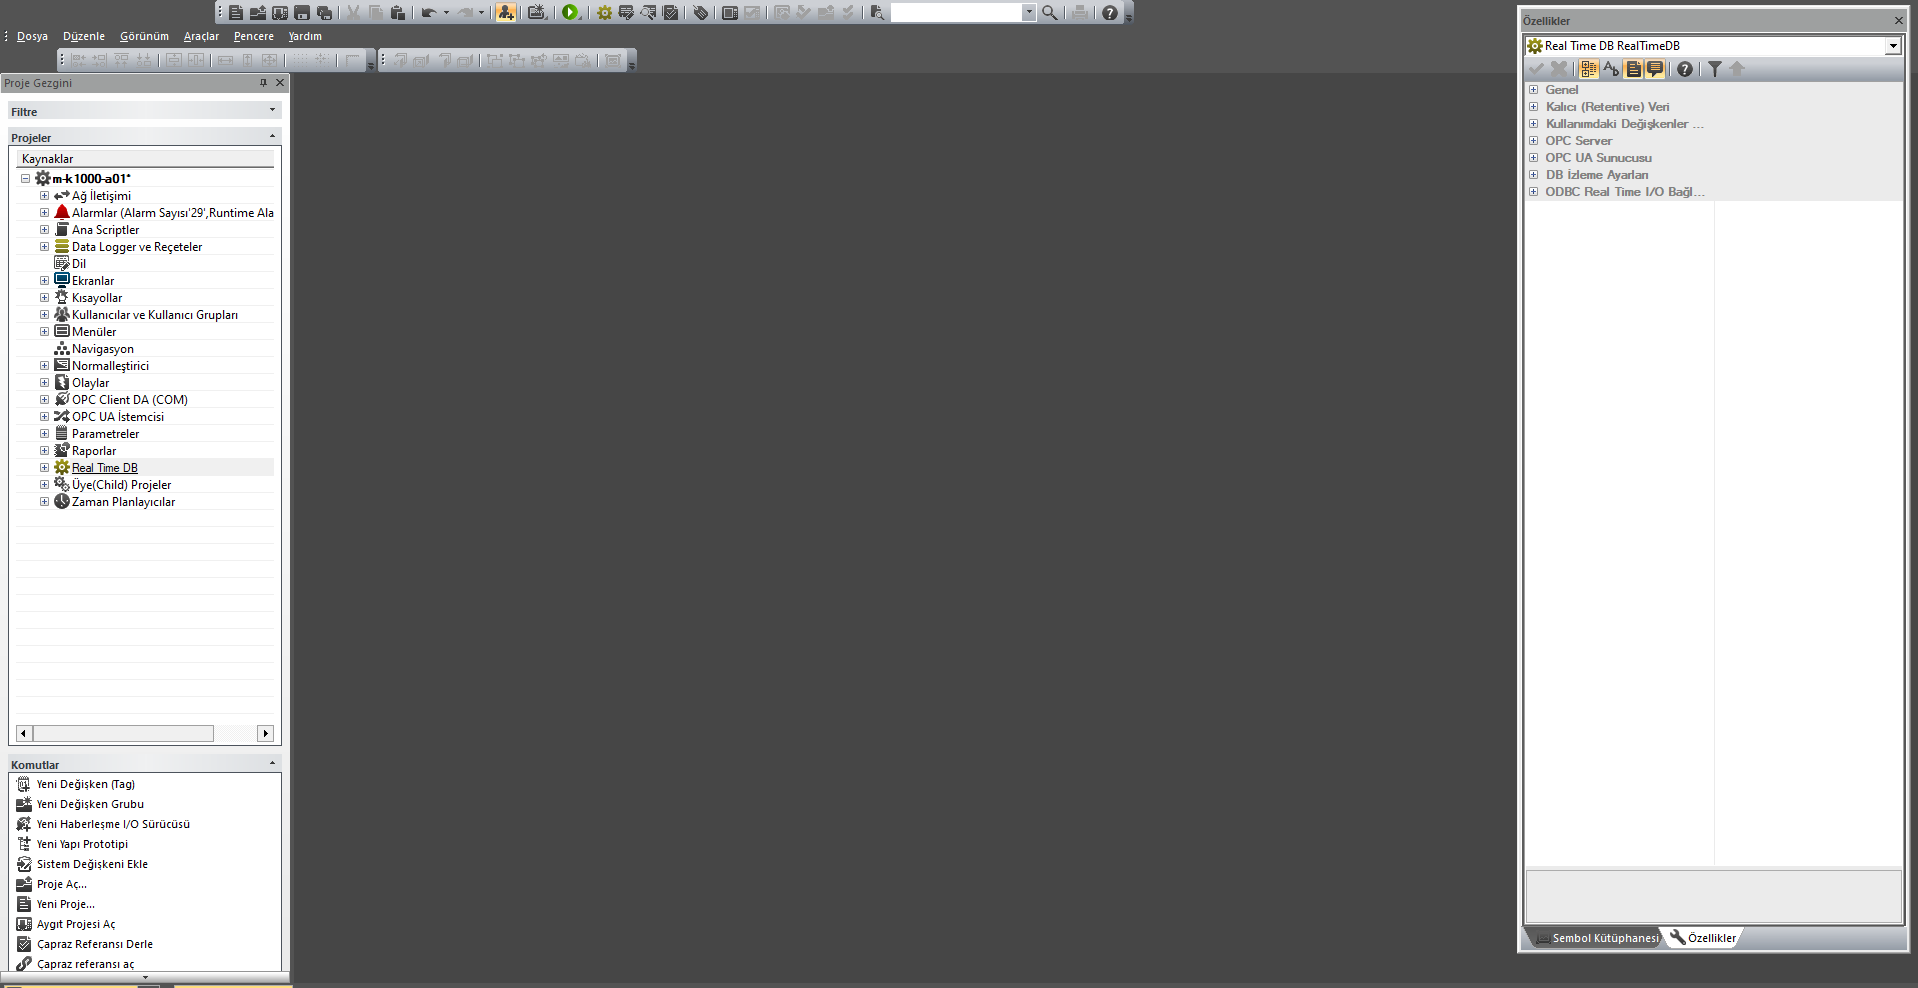 Dosya Düzenle Görünüm Araçlar Pencere Yardım
Proje Gezgini
Filtre
Projeler
Kaynaklar
m-k1000-a01*
Ağ İletişimi
Alarmlar (Alarm Sayısı'29',Runtime Ala
Ana Scriptler
Data Logger ve Reçeteler
Dil
Ekranlar
Kısayollar
Kullanıcılar ve Kullanıcı Grupları
Menüler
Navigasyon
Normalleştirici
Olaylar
OPC Client DA (COM)
OPC UA İstemcisi
Parametreler
Raporlar
Real Time DB
Üye(Child) Projeler
Zaman Planlayıcılar
Komutlar
Yeni Değişken (Tag)
Yeni Değişken Grubu
Yeni Haberleşme I/O Sürücüsü
Yeni Yapı Prototipi
Sistem Değişkeni Ekle
Proje Aç...
Yeni Proje...
Aygıt Projesi Aç
Çapraz Referansı Derle
Çapraz referansı aç
Özellikler
Real Time DB RealTimeDB
Genel
Kalıcı (Retentive) Veri
Kullanımdaki Değişkenler ...
OPC Server
OPC UA Sunucusu
DB İzleme Ayarları
ODBC Real Time I/O Bağl...
Sembol Kütüphanesi Özellikler